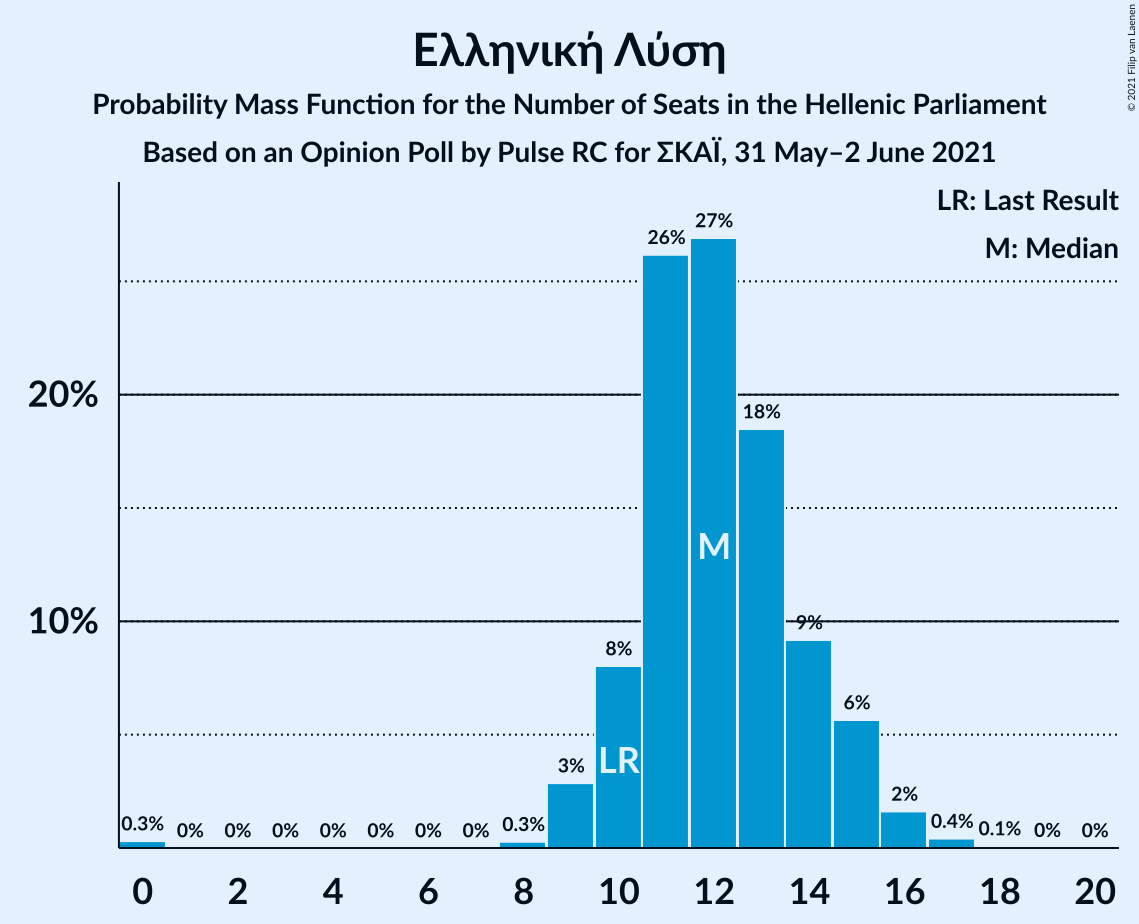 © 2021 Filip van Laenen
Ελληνική Λύση
Probability Mass Function for the Number of Seats in the Hellenic Parliament
Based on an Opinion Poll by Pulse RC for ΣΚΑΪ, 31 May–2 June 2021
LR: Last Result
M: Median
20%
10%
0.3% 0% 0% 0% 0% 0% 0% 0% 0.3% 3% 8% 26% 27% 18% 9% 6% 2% 0.4% 0.1% 0% 0%
LR M
0 2 4 6 8 10 12 14 16 18 20